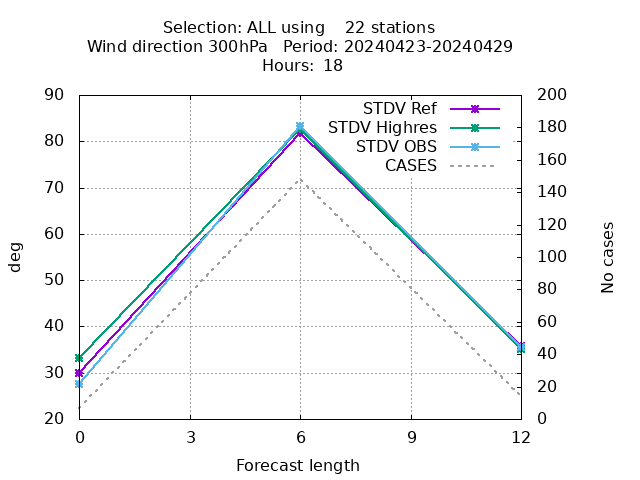 Selection: ALL using    22 stations
Wind direction 300hPa   Period: 20240423-20240429
Hours: 18
STDV Ref
STDV Highres
STDV OBS
CASES
90
80
70
60
50
40
30
20
200
180
160
140
120
100
80
60
40
20
0
deg
No cases
0 3 6 9 12
Forecast length